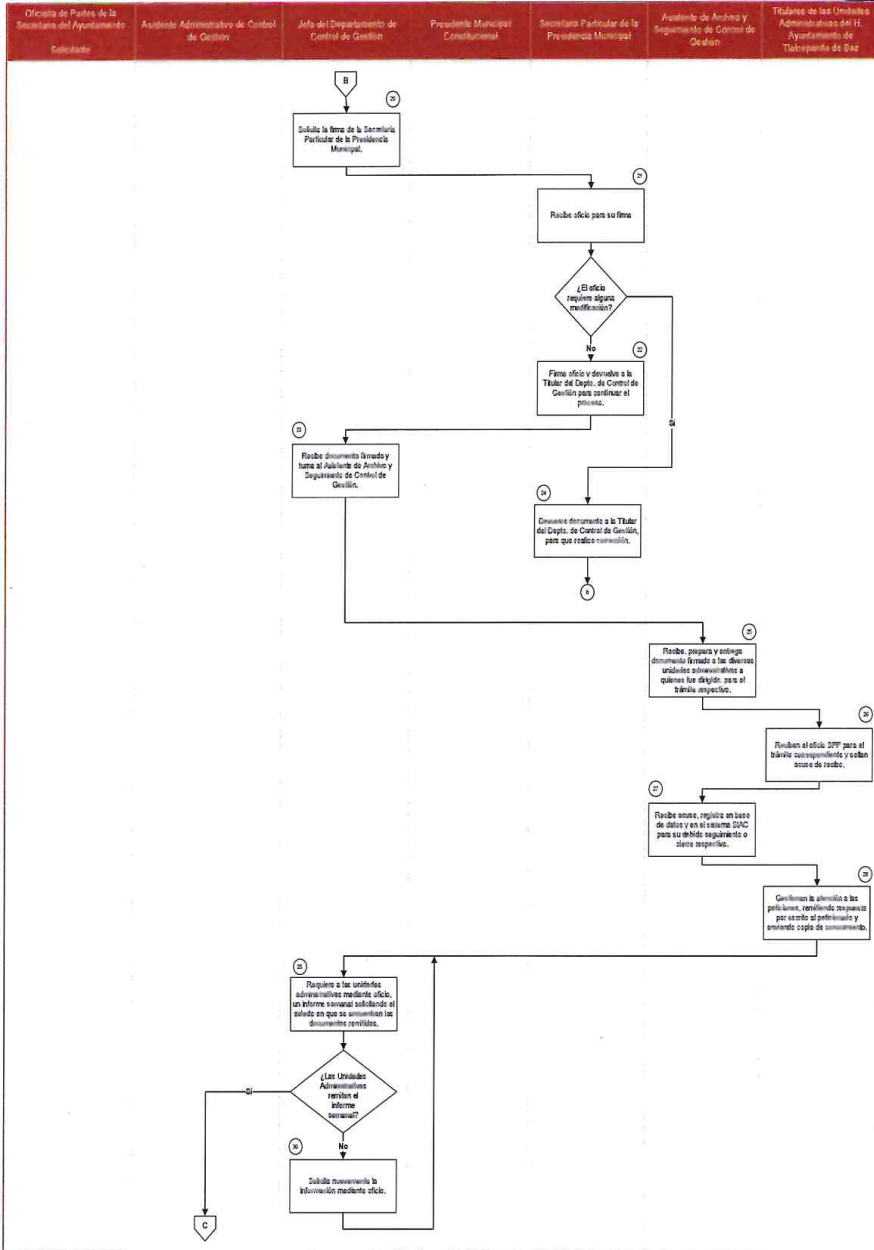 Oficialía de Partes de la
Secretaría del Ayuntamiento
Solicitante
Asistente Administrativo de Control
de Gestión
Jefa del Departamento de
Control de Gestión
Presidente Municipal
Constitucional
Secretaria Particular de la
Presidencia Municipal
Asistente de Archivo y
Seguimiento de Control de
Gestión
Titulares de las Unidades
Administrativas del H.
Ayuntamiento de
Tlalnepantla de Baz
B
20
Solicita la firma de la Secretaria
Particular de la Presidencia
Municipal.
21
Recibe oficio para su firma
¿El oficio
requiere alguna
modificación?
No
22
Firma oficio y devuelve a la
Titular del Depto. de Control de
Gestión para continuar el
proceso.
Si
23
Recibe documento firmado y
turna al Asistente de Archivo y
Seguimiento de Control de
Gestión.
24
Devuelve documento a la Titular
del Depto. de Control de Gestión,
para que realice corrección.
25
Recibe, prepara y entrega
documento firmado a las diversas
unidades administrativas a
quienes fue dirigido, para el
trámite respectivo.
26
Reciben el oficio SPP para el
trámite correspondiente y sellan
acuse de recibo.
27
Recibe acuse, registra en base
de datos y en el sistema SIAC
para su debido seguimiento o
cierre respectivo.
28
Gestionan la atención a las
peticiones, remitiendo respuesta
por escrito al peticionario y
enviando copia de conocimiento.
Requiere a las unidades
administrativas mediante oficio,
un informe semanal solicitando el
estado en que se encuentran los
documentos remitidos.
¿Las Unidades
Administrativas
remiten el
informe
semanal?
Si
No
30
Solicita nuevamente la
información mediante oficio.
C